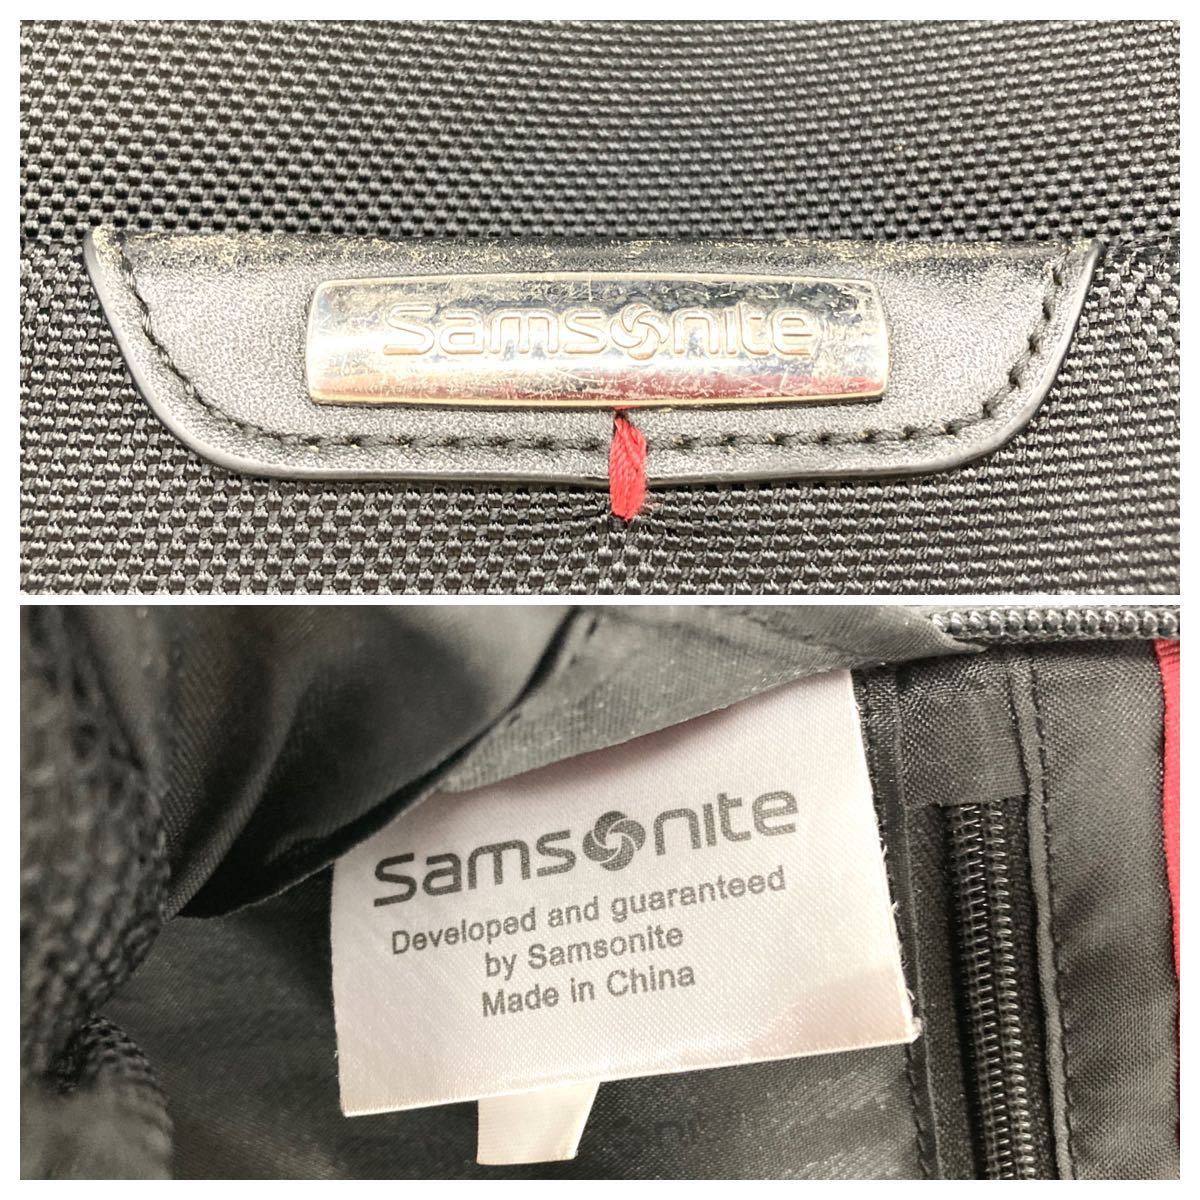 Samsonite
Samsonite
Developed and guaranteed
by Samsonite
Made in China